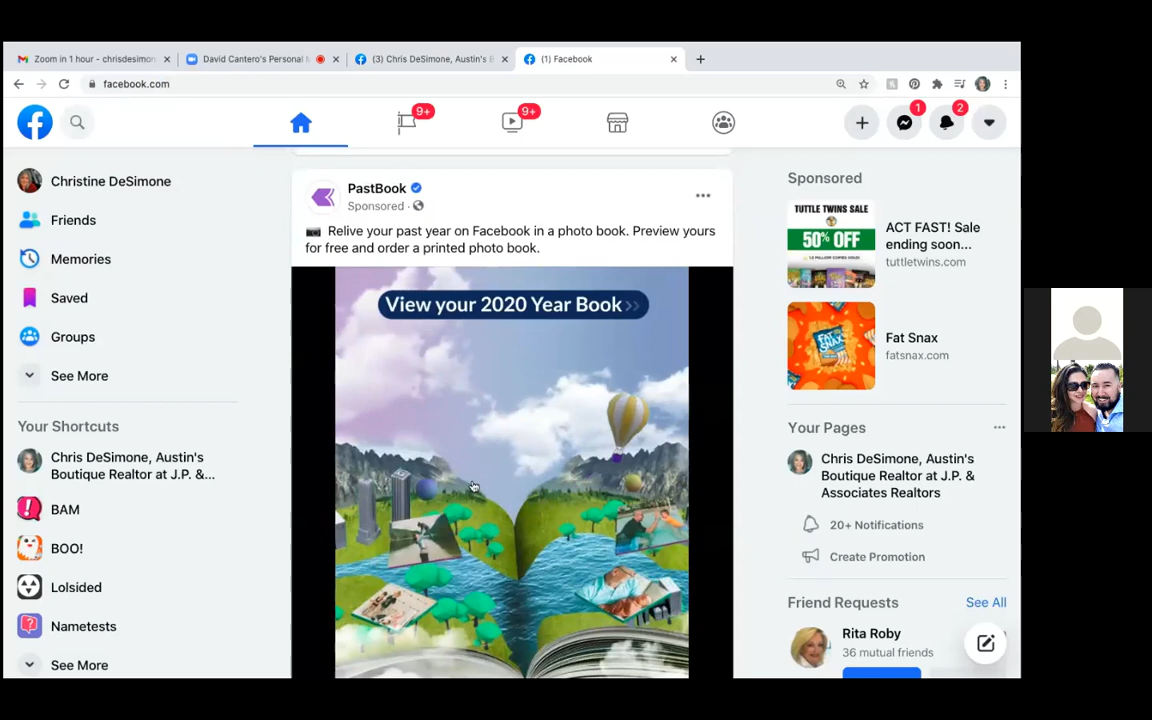 Zoom in 1 hour - chrisdesimon
David Cantero's Personal
(3) Chris DeSimone, Austin's B
(1) Facebook
facebook.com
9+
9+
1
2
Christine DeSimone
Friends
Memories
Saved
Groups
See More
Your Shortcuts
Chris DeSimone, Austin's
Boutique Realtor at J.P. &...
BAM
BOO!
Lolsided
Nametests
See More
PastBook
Sponsored ·
Relive your past year on Facebook in a photo book. Preview yours
for free and order a printed photo book.
View your 2020 Year Book
Sponsored
TUTTLE TWINS SALE
50% OFF
ACT FAST! Sale
ending soon...
tuttletwins.com
FAT
SNAX
Fat Snax
fatsnax.com
Your Pages
Chris DeSimone, Austin's
Boutique Realtor at J.P. &
Associates Realtors
20+ Notifications
Create Promotion
Friend Requests
See All
Rita Roby
36 mutual friends